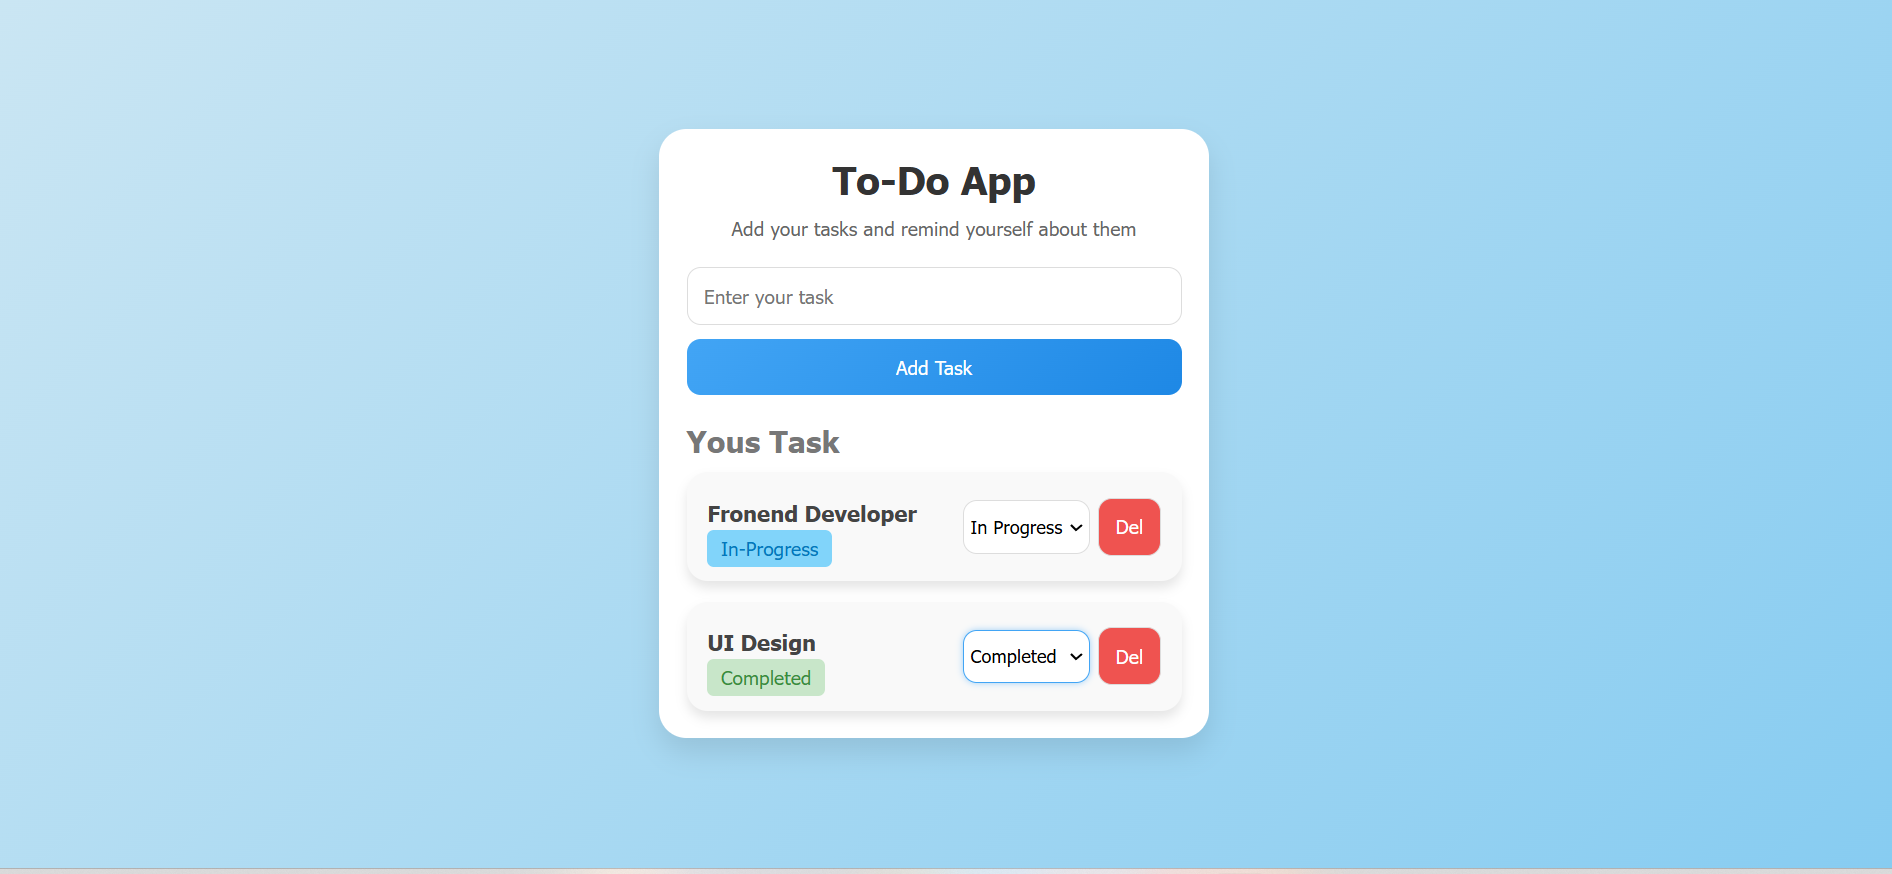 To-Do App
Add your tasks and remind yourself about them
Enter your task
Add Task
Yous Task
Fronend Developer
In-Progress
In Progress
Del
UI Design
Completed
Completed
Del